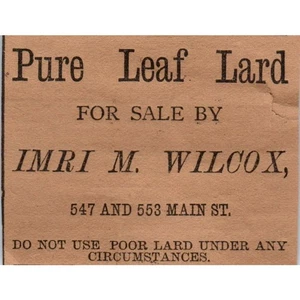 Pure Leaf Lard
FOR SALE BY
IMRI M. WILCOX,
547 AND 553 MAIN ST.
DO NOT USE POOR LARD UNDER ANY
CIRCUMSTANCES.